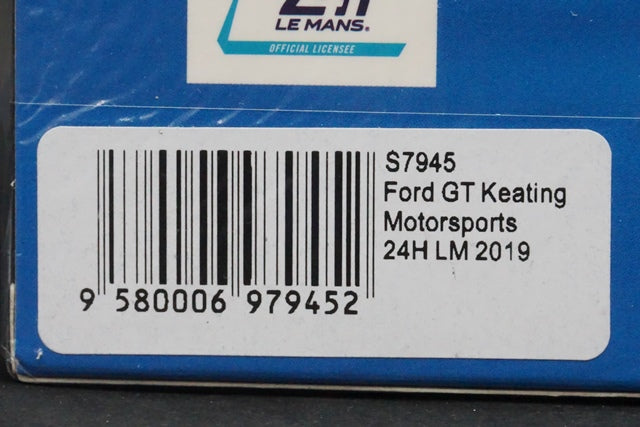 LE MANS.
OFFICIAL LICENSEE
S7945
Ford GT Keating
Motorsports
24H LM 2019
9 580006 979452